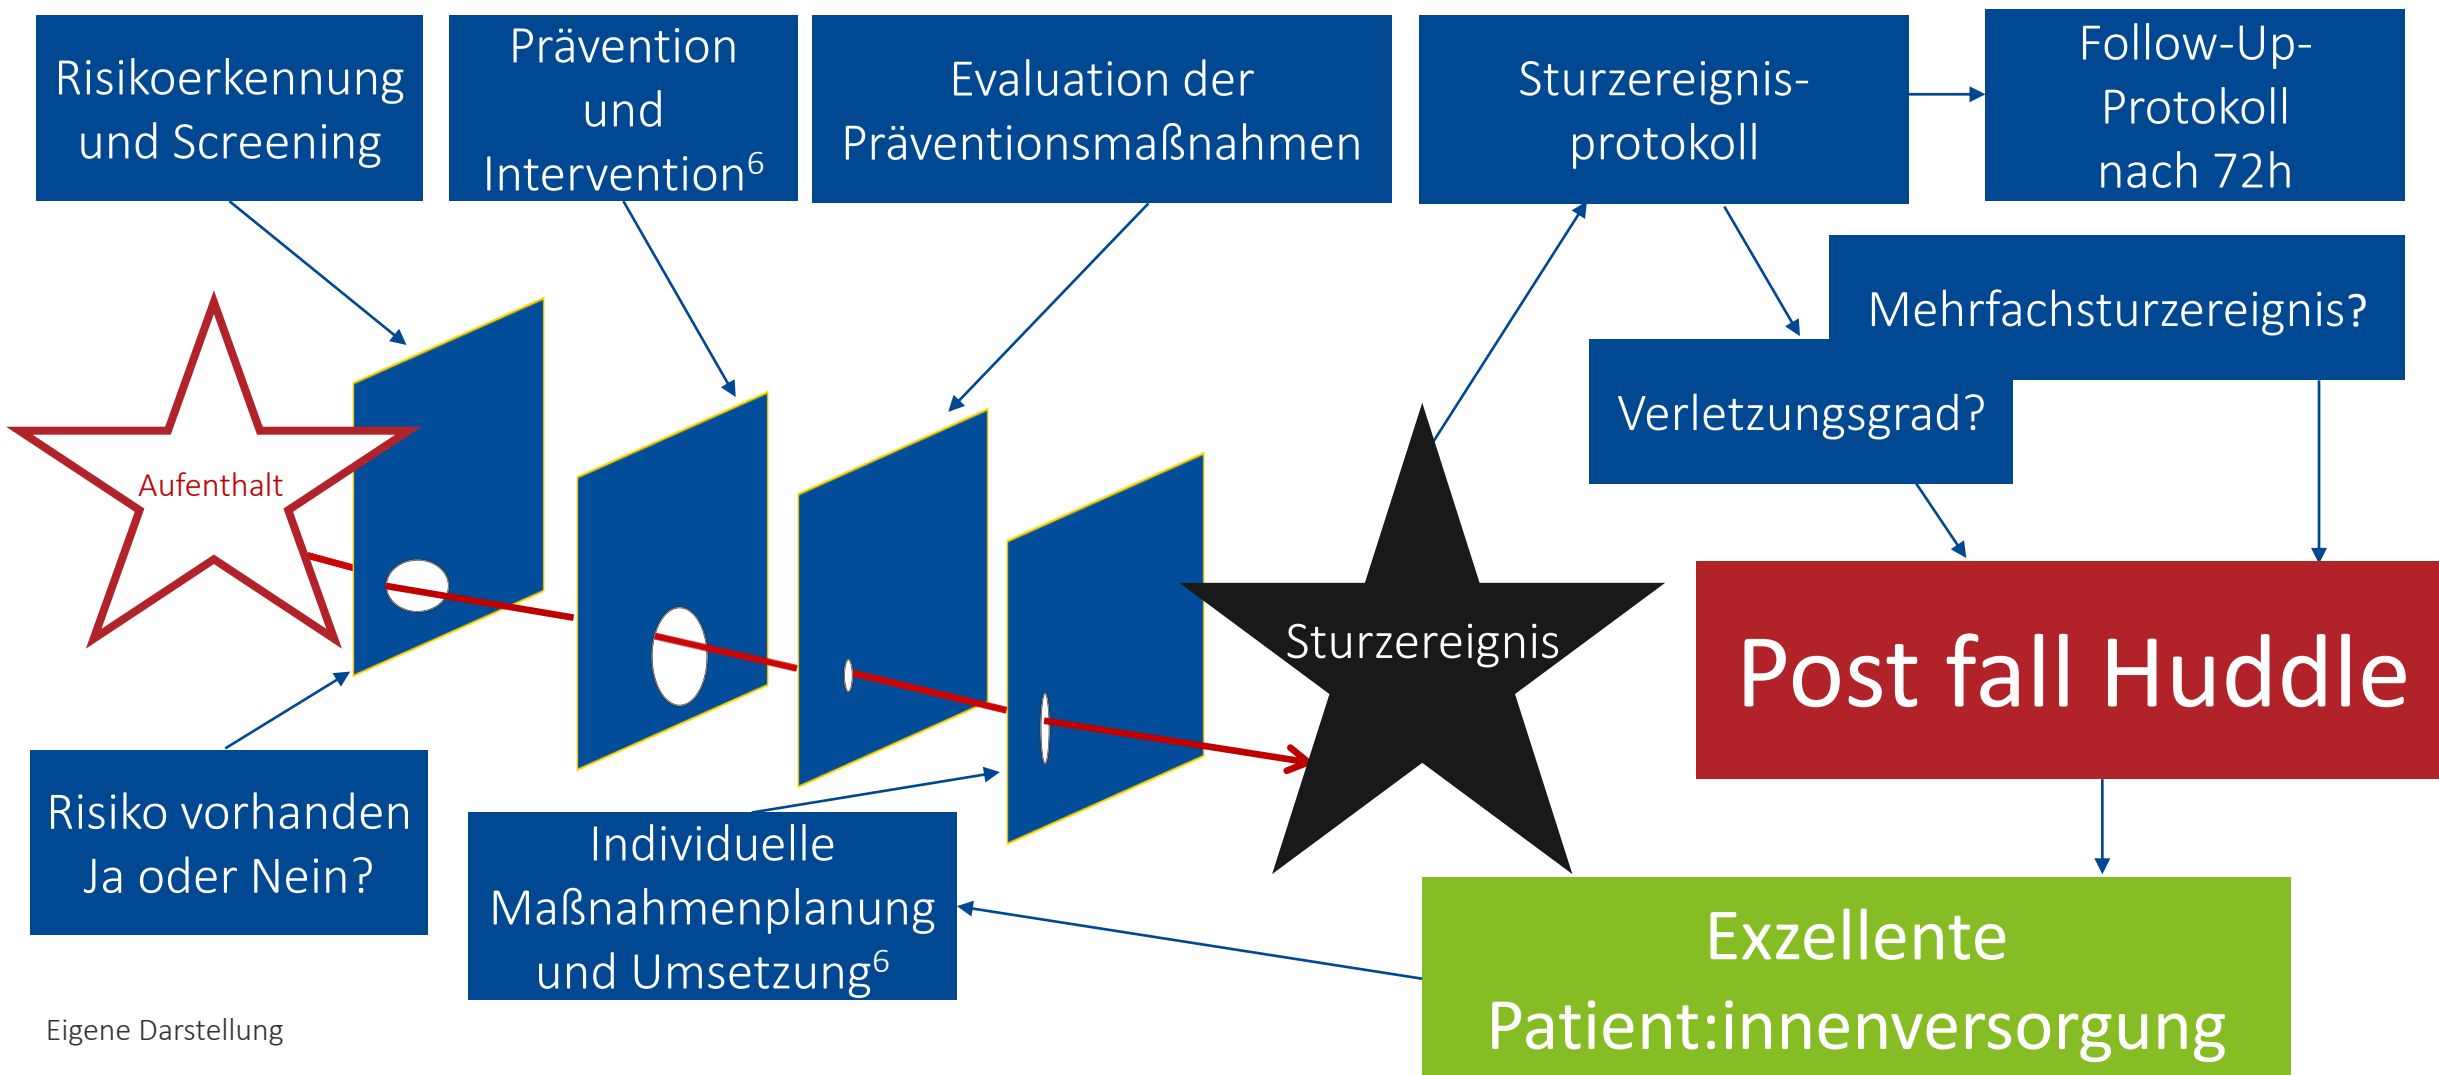 Risikoerkennung
und Screening
Prävention
und
Intervention⁶
Evaluation der
Präventionsmaßnahmen
Sturzereignis-
protokoll
Follow-Up-
Protokoll
nach 72h
Mehrfachsturzereignis?
Verletzungsgrad?
Aufenthalt
Sturzereignis
Post fall Huddle
Risiko vorhanden
Ja oder Nein?
Individuelle
Maßnahmenplanung
und Umsetzung⁶
Exzellente
Patient:innenversorgung
Eigene Darstellung